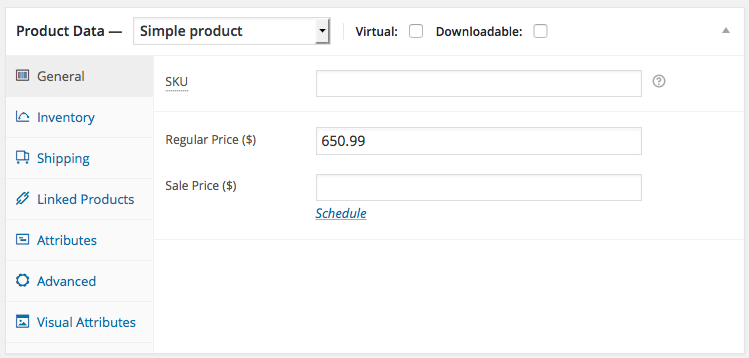 Product Data — Simple product Virtual: Downloadable:
General
Inventory
Shipping
Linked Products
Attributes
Advanced
Visual Attributes
SKU
Regular Price ($) 650.99
Sale Price ($)
Schedule